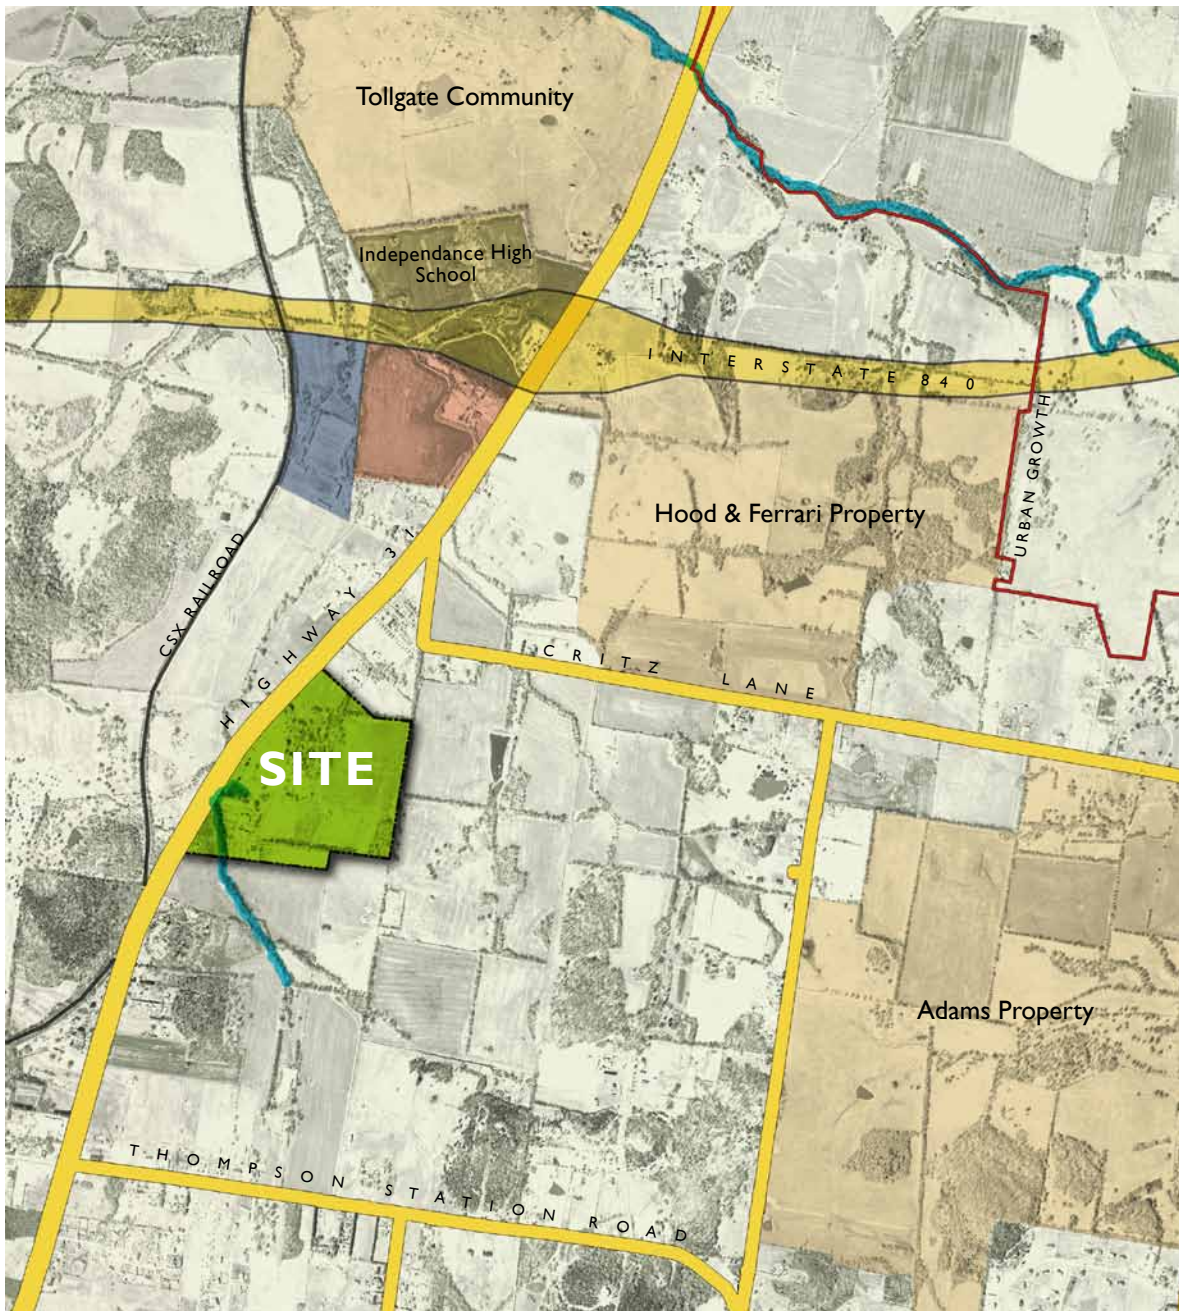 Tollgate Community
Independance High
School
INTERSTATE 840
URBAN GROWTH
Hood & Ferrari Property
CSX RAILROAD
HIGHWAY 31
CRITZ LANE
SITE
Adams Property
THOMPSON STATION ROAD